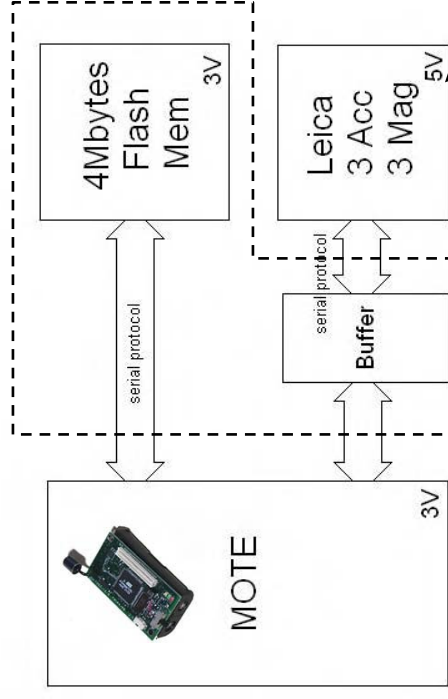 4Mbytes
Flash
Mem
3V
Leica
3 Acc
3 Mag
5V
serial protocol
serial protocol
Buffer
MOTE
3V